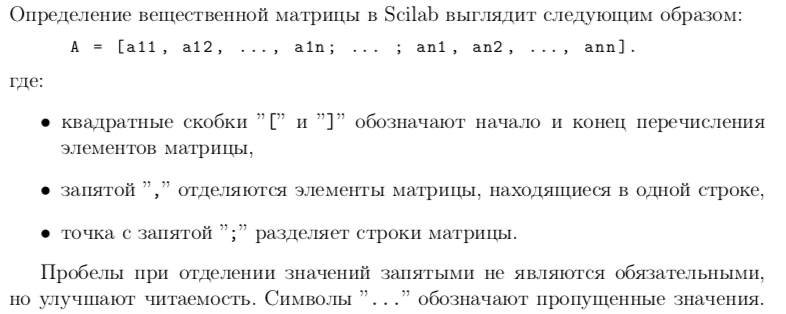 Определение вещественной матрицы в Scilab выглядит следующим образом:
A = [a11, a12, ..., a1n; ... ; an1, an2, ..., ann].
где:
• квадратные скобки ”[” и ”]” обозначают начало и конец перечисления
элементов матрицы,
• запятой ”,” отделяются элементы матрицы, находящиеся в одной строке,
• точка с запятой ”;” разделяет строки матрицы.
Пробелы при отделении значений запятыми не являются обязательными,
но улучшают читаемость. Символы ”...” обозначают пропущенные значения.